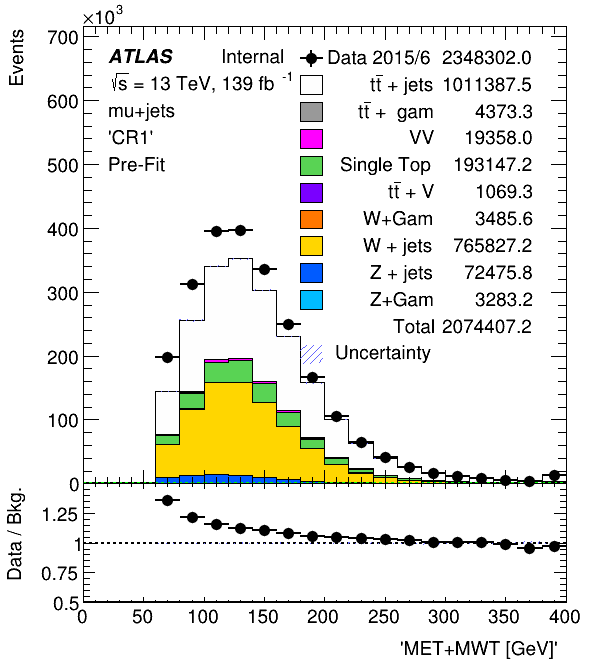 ×10³
Events
700
600
500
400
300
200
100
0
ATLAS Internal
√s = 13 TeV, 139 fb⁻¹
mu+jets
'CR1'
Pre-Fit
Data 2015/6 2348302.0
tt̄ + jets 1011387.5
tt̄ + gam 4373.3
VV 19358.0
Single Top 193147.2
tt̄ + V 1069.3
W+Gam 3485.6
W + jets 765827.2
Z + jets 72475.8
Z+Gam 3283.2
Total 2074407.2
Uncertainty
Data / Bkg.
1.25
1
0.75
0.5
0 50 100 150 200 250 300 350 400
'MET+MWT [GeV]'